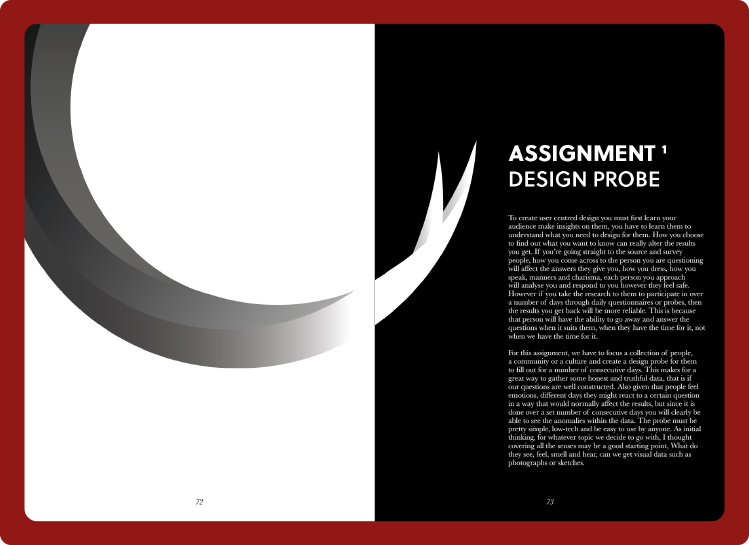 ASSIGNMENT ¹
DESIGN PROBE
To create user centred design you must first learn your
audience make insights on them, you have to learn them to
understand what you need to design for them. How you choose
to find out what you want to know can really alter the results
you get. If you're going straight to the source and survey
people, how you come across to the person you are questioning
will affect the answers they give you, how you dress, how you
speak, manners and charisma, each person you approach
will analyse you and respond to you however they feel safe.
However if you take the research to them to participate in over
a number of days through daily questionnaires or probes, then
the results you get back will be more reliable. This is because
that person will have the ability to go away and answer the
questions when it suits them, when they have the time for it, not
when we have the time for it.
For this assignment, we have to focus a collection of people,
a community or a culture and create a design probe for them
to fill out for a number of consecutive days. This makes for a
great way to gather some honest and truthful data, that is if
our questions are well constructed. Also given that people feel
emotions, different days they might react to a certain question
in a way that would normally affect the results, but since it is
done over a set number of consecutive days you will clearly be
able to see the anomalies within the data. The probe must be
pretty simple, low-tech and be easy to use by anyone. As initial
thinking, for whatever topic we decide to go with, I thought
covering all the senses may be a good starting point, What do
they see, feel, smell and hear, can we get visual data such as
photographs or sketches.
72
73